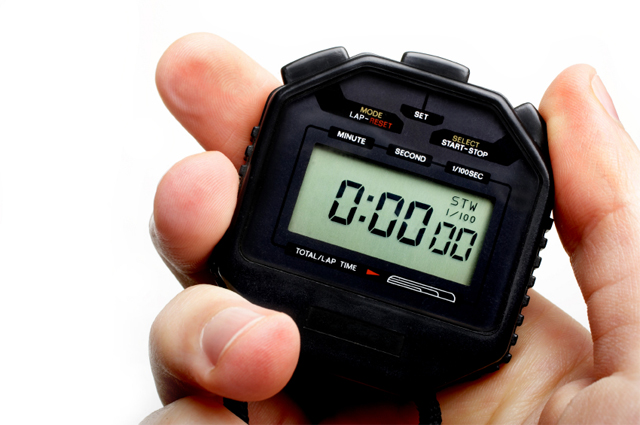 MODE
LAP-RESET
SET
SELECT
START-STOP
MINUTE
SECOND
1/100SEC
STW
1/100
0:0000
TOTAL/LAP TIME